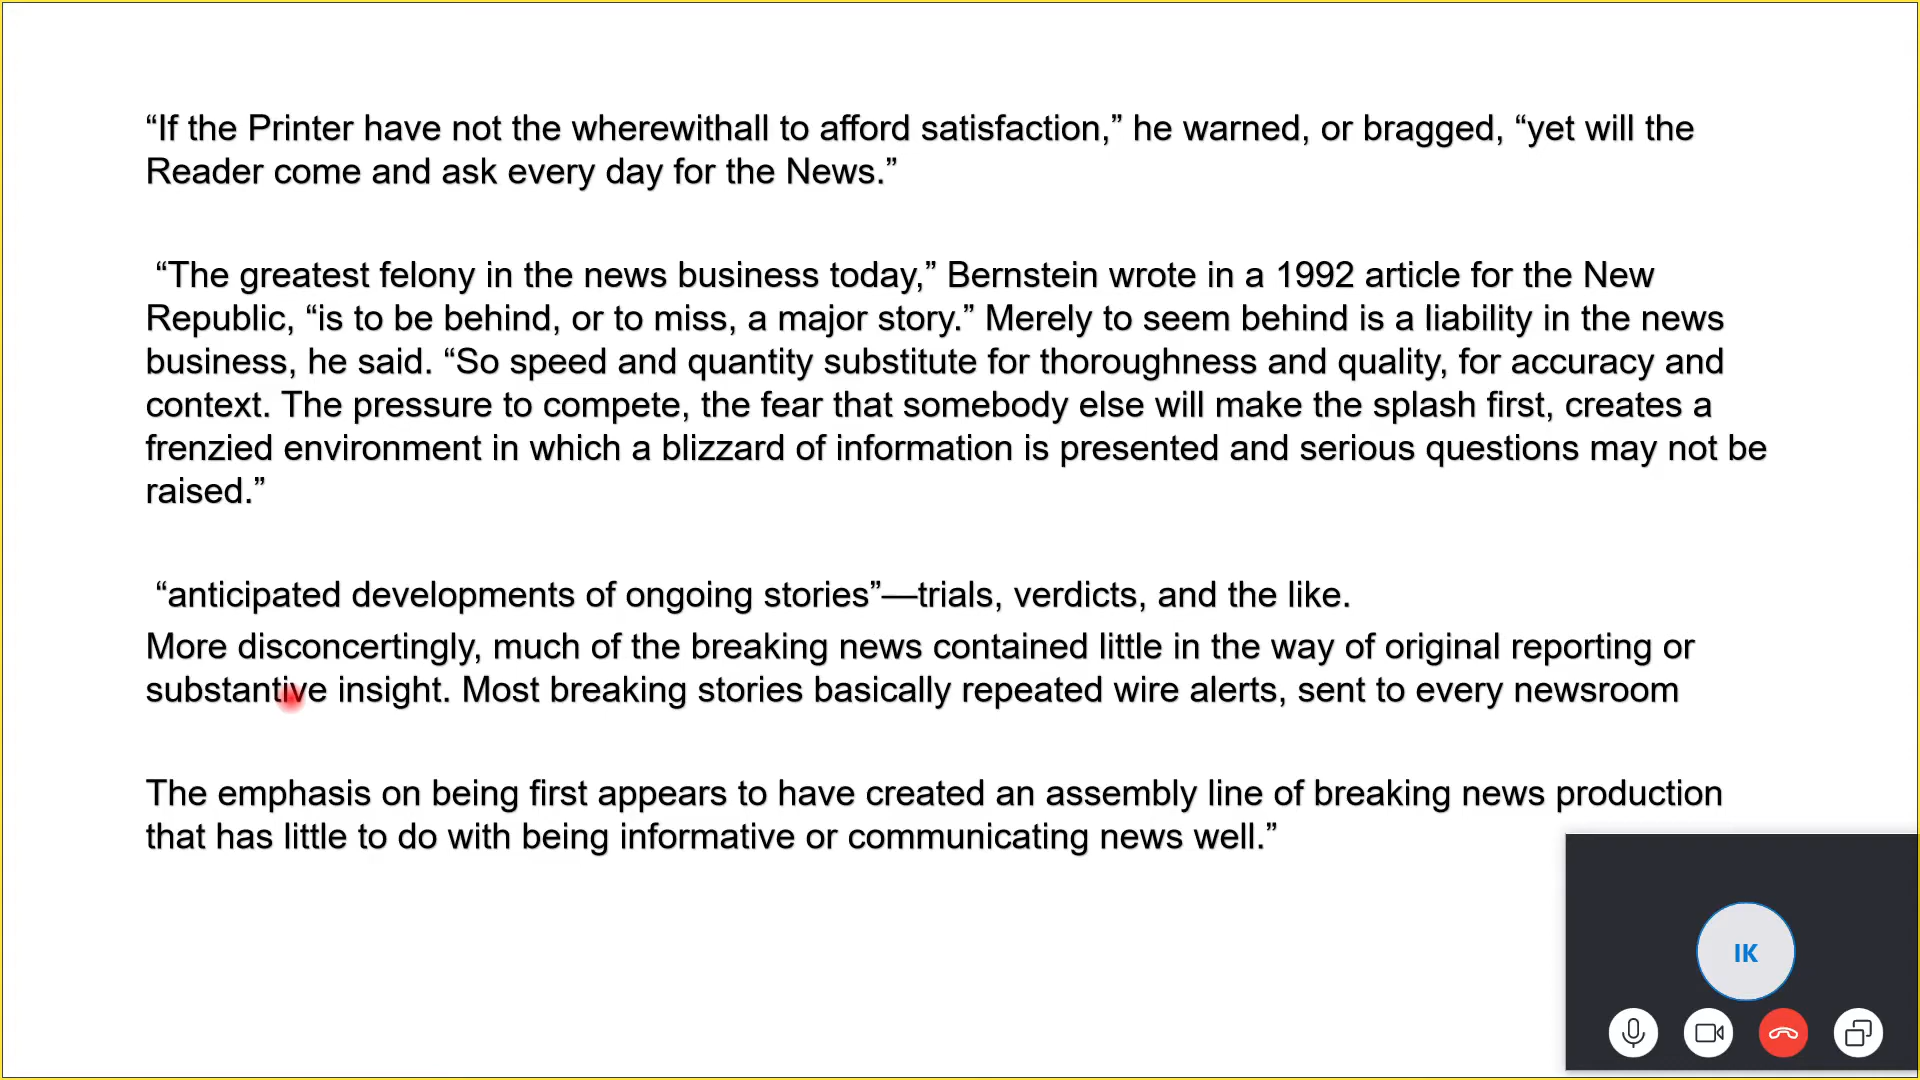 “If the Printer have not the wherewithall to afford satisfaction,” he warned, or bragged, “yet will the
Reader come and ask every day for the News.”
“The greatest felony in the news business today,” Bernstein wrote in a 1992 article for the New
Republic, “is to be behind, or to miss, a major story.” Merely to seem behind is a liability in the news
business, he said. “So speed and quantity substitute for thoroughness and quality, for accuracy and
context. The pressure to compete, the fear that somebody else will make the splash first, creates a
frenzied environment in which a blizzard of information is presented and serious questions may not be
raised.”
“anticipated developments of ongoing stories”—trials, verdicts, and the like.
More disconcertingly, much of the breaking news contained little in the way of original reporting or
substantive insight. Most breaking stories basically repeated wire alerts, sent to every newsroom
The emphasis on being first appears to have created an assembly line of breaking news production
that has little to do with being informative or communicating news well.”
IK